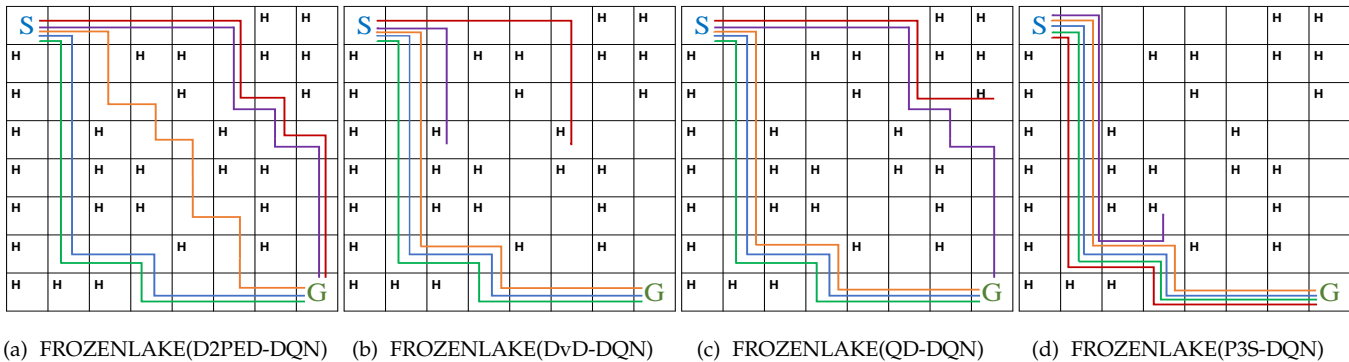 S H H
H H H H H
H H H
H H H
H H H H H
H H H H
H H H
H H H G
(a) FROZENLAKE(D2PED-DQN)
S H H
H H H H H
H H H
H H H
H H H H H
H H H H
H H H
H H H G
(b) FROZENLAKE(DvD-DQN)
S H H
H H H H H
H H H
H H H
H H H H H
H H H H
H H H
H H H G
(c) FROZENLAKE(QD-DQN)
S H H
H H H H H
H H H
H H H
H H H H H
H H H H
H H H
H H H G
(d) FROZENLAKE(P3S-DQN)